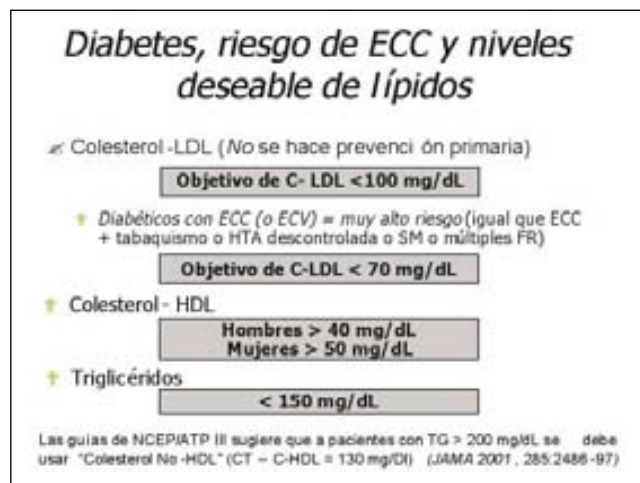 Diabetes, riesgo de ECC y niveles
deseable de lípidos
Colesterol-LDL (No se hace prevenci ón primaria)
Objetivo de C- LDL <100 mg/dL
Diabéticos con ECC (o ECV) = muy alto riesgo (igual que ECC
+ tabaquismo o HTA descontrolada o SM o múltiples FR)
Objetivo de C-LDL < 70 mg/dL
Colesterol - HDL
Hombres > 40 mg/dL
Mujeres > 50 mg/dL
Triglicéridos
< 150 mg/dL
Las guías de NCEP/ATP III sugiere que a pacientes con TG > 200 mg/dL se debe
usar "Colesterol No -HDL" (CT – C-HDL = 130 mg/Dl) (JAMA 2001, 285:2486-97)